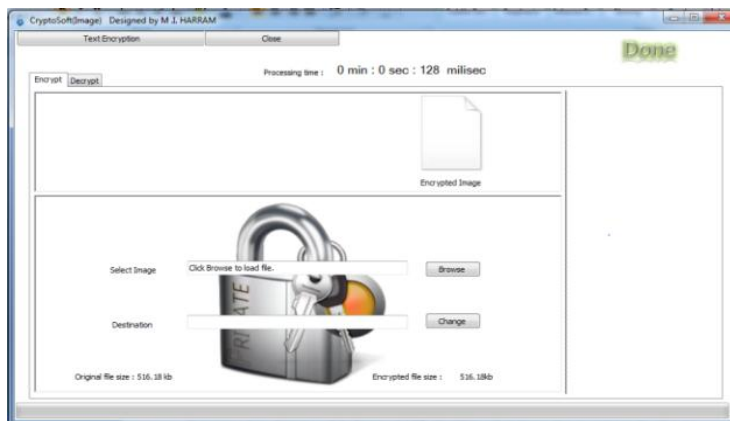 CryptoSoft(Image) Designed by M J. HARRAM
Text Encryption Close
Done
Processing time : 0 min : 0 sec : 128 milisec
Encrypt Decrypt
Encrypted Image
Select Image Click Browse to load file. Browse
PRIVATE
Destination Change
Original file size : 516.18 kb Encrypted file size : 516.18kb